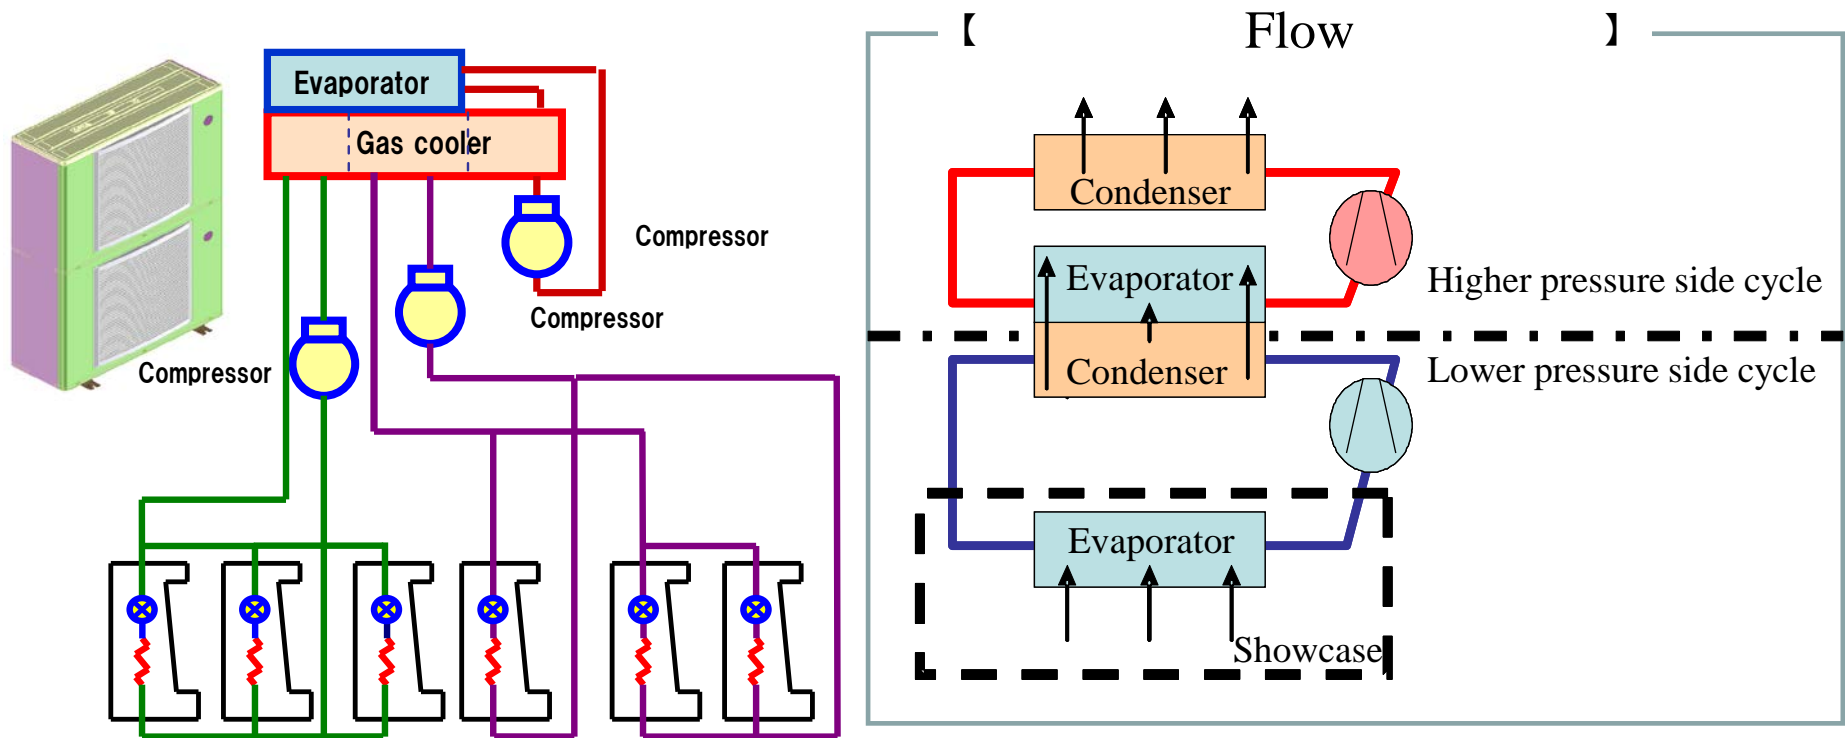 Evaporator
Gas cooler
Compressor
Compressor
Compressor
【 Flow 】
Condenser
Evaporator
Higher pressure side cycle
Condenser
Lower pressure side cycle
Evaporator
Showcase